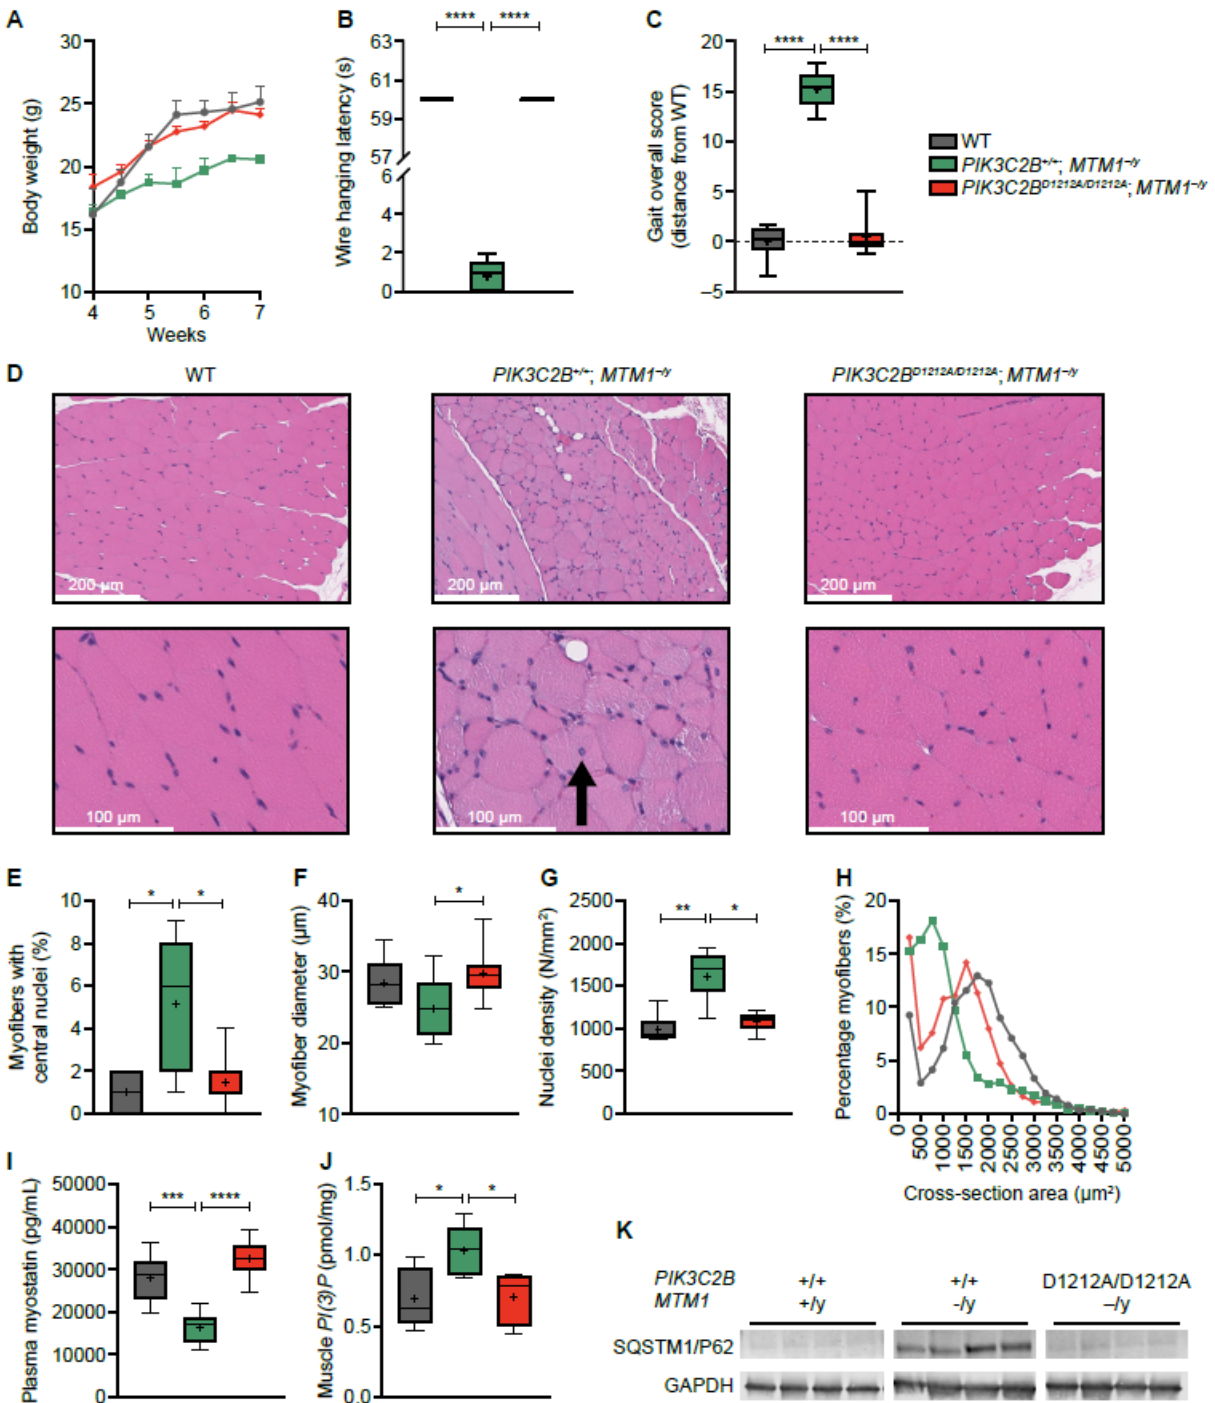 A
30
25
20
15
10
Body weight (g)
4 5 6 7
Weeks
B
**** ****
63
61
59
57
6
4
2
0
Wire hanging latency (s)
C
**** ****
20
15
10
5
0
–5
Gait overall score
(distance from WT)
WT
PIK3C2B+/+; MTM1–/y
PIK3C2BD1212A/D1212A; MTM1–/y
D
WT PIK3C2B+/+; MTM1–/y PIK3C2BD1212A/D1212A; MTM1–/y
200 µm 200 µm 200 µm
100 µm 100 µm 100 µm
E
* *
10
8
6
4
2
0
Myofibers with
central nuclei (%)
F
*
40
30
20
10
Myofiber diameter (µm)
G
** *
2500
2000
1500
1000
500
0
Nuclei density (N/mm²)
H
20
15
10
5
0
Percentage myofibers (%)
0 500 1000 1500 2000 2500 3000 3500 4000 4500 5000
Cross-section area (µm²)
I
*** ****
50000
40000
30000
20000
10000
0
Plasma myostatin (pg/mL)
J
* *
1.5
1.0
0.5
0.0
Muscle PI(3)P (pmol/mg)
K
PIK3C2B +/+ +/+ D1212A/D1212A
MTM1 +/y -/y –/y
SQSTM1/P62
GAPDH